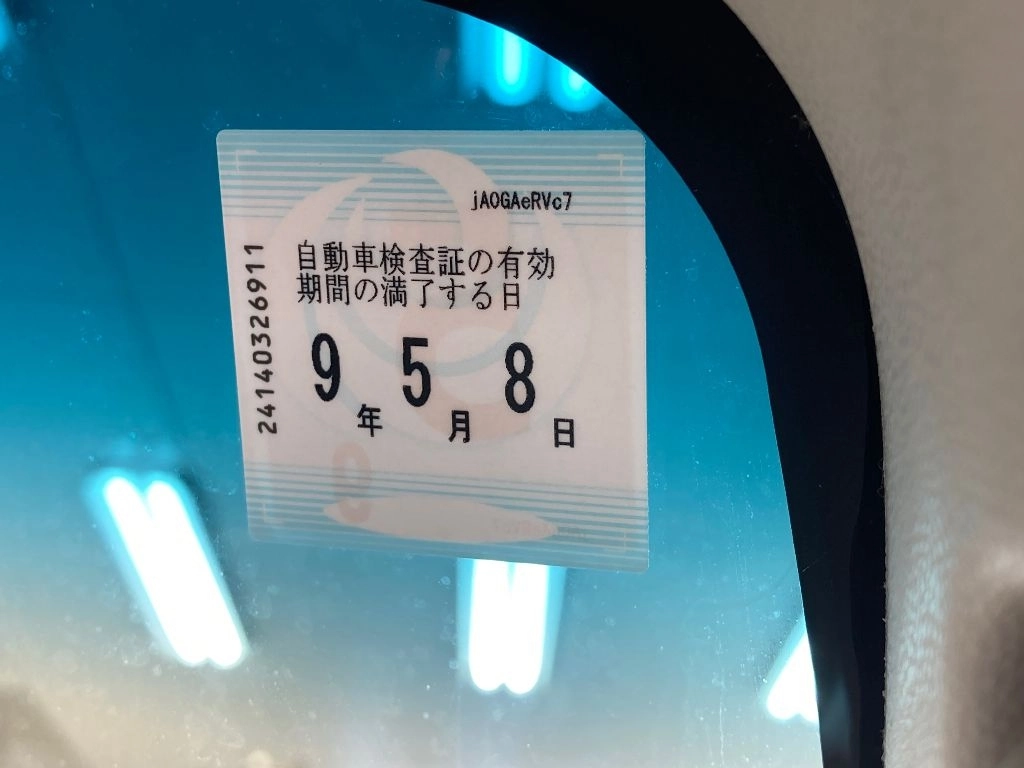 jAOGAeRVc7
自動車検査証の有効
期間の満了する日
9年 5月 8日
24140326911